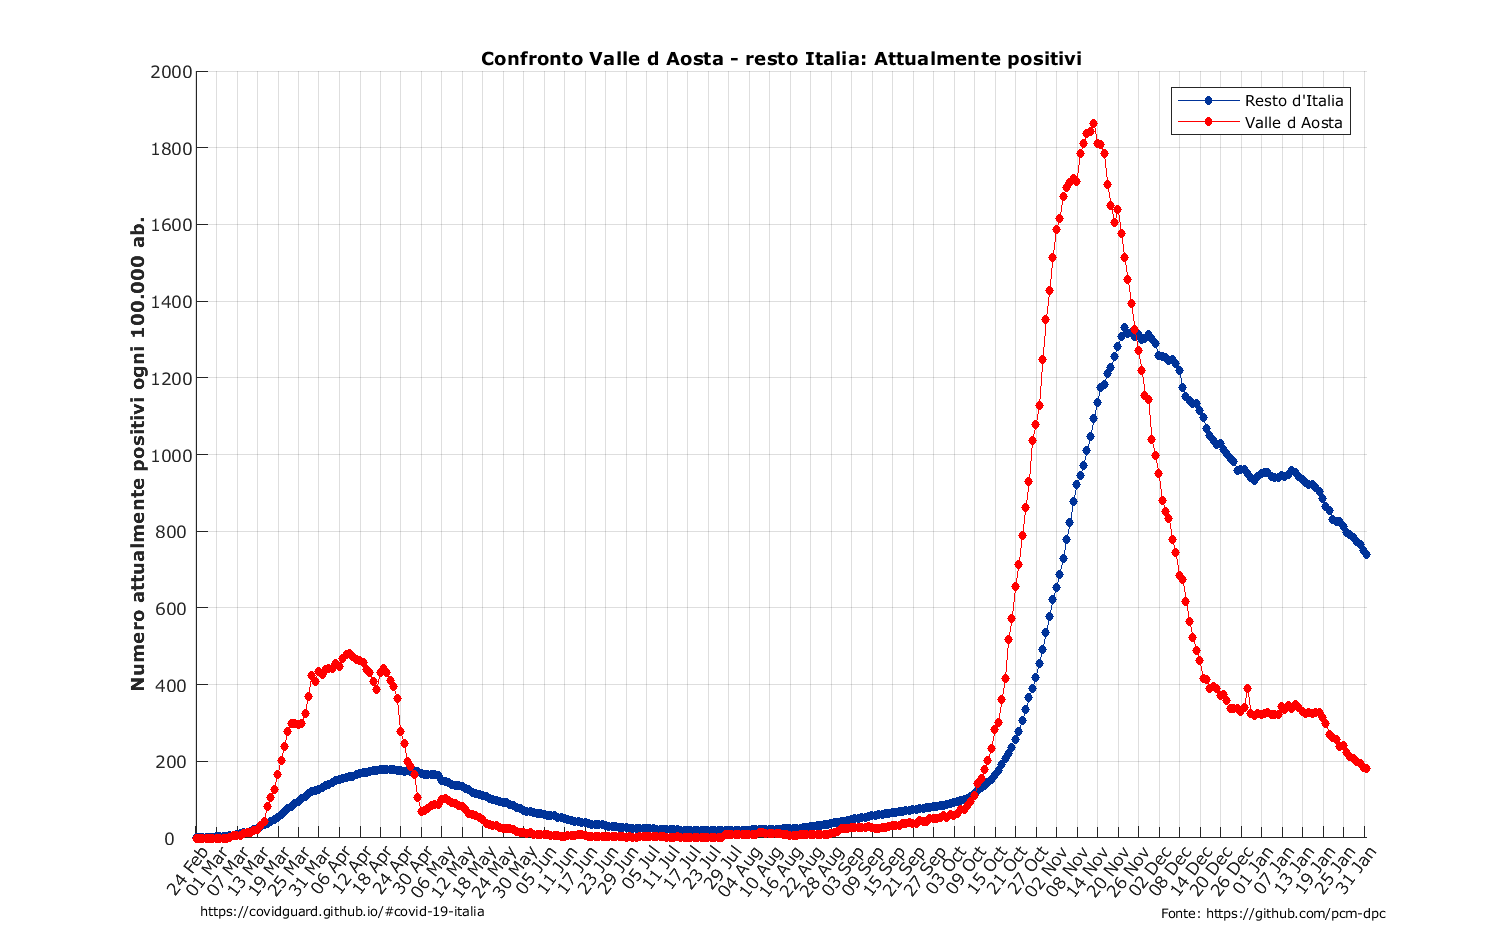 Confronto Valle d Aosta - resto Italia: Attualmente positivi
Resto d'Italia
Valle d Aosta
Numero attualmente positivi ogni 100.000 ab.
2000
1800
1600
1400
1200
1000
800
600
400
200
0
24 Feb
01 Mar
07 Mar
13 Mar
19 Mar
25 Mar
31 Mar
06 Apr
12 Apr
18 Apr
24 Apr
30 Apr
06 May
12 May
18 May
24 May
30 May
05 Jun
11 Jun
17 Jun
23 Jun
29 Jun
05 Jul
11 Jul
17 Jul
23 Jul
29 Jul
04 Aug
10 Aug
16 Aug
22 Aug
28 Aug
03 Sep
09 Sep
15 Sep
21 Sep
27 Sep
03 Oct
09 Oct
15 Oct
21 Oct
27 Oct
02 Nov
08 Nov
14 Nov
20 Nov
26 Nov
02 Dec
08 Dec
14 Dec
20 Dec
26 Dec
01 Jan
07 Jan
13 Jan
19 Jan
25 Jan
31 Jan
https://covidguard.github.io/#covid-19-italia
Fonte: https://github.com/pcm-dpc